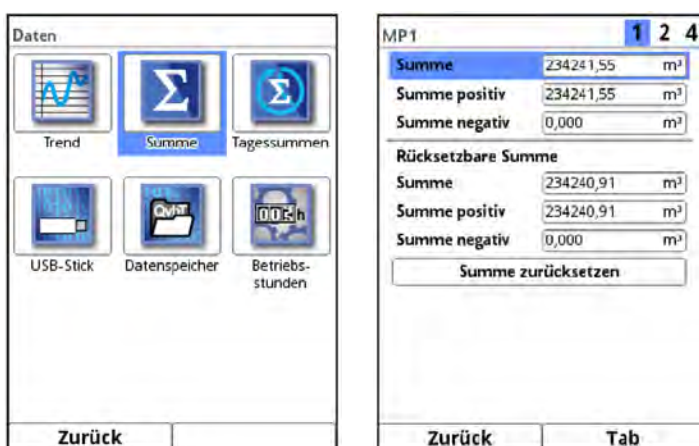 Daten
Trend
Summe
Tagessummen
USB-Stick
QvhT
Datenspeicher
h
Betriebs-
stunden
Zurück
MP1
1 2 4
Summe 234241,55 m³
Summe positiv 234241,55 m³
Summe negativ 0,000 m³
Rücksetzbare Summe
Summe 234240,91 m³
Summe positiv 234240,91 m³
Summe negativ 0,000 m³
Summe zurücksetzen
Zurück Tab